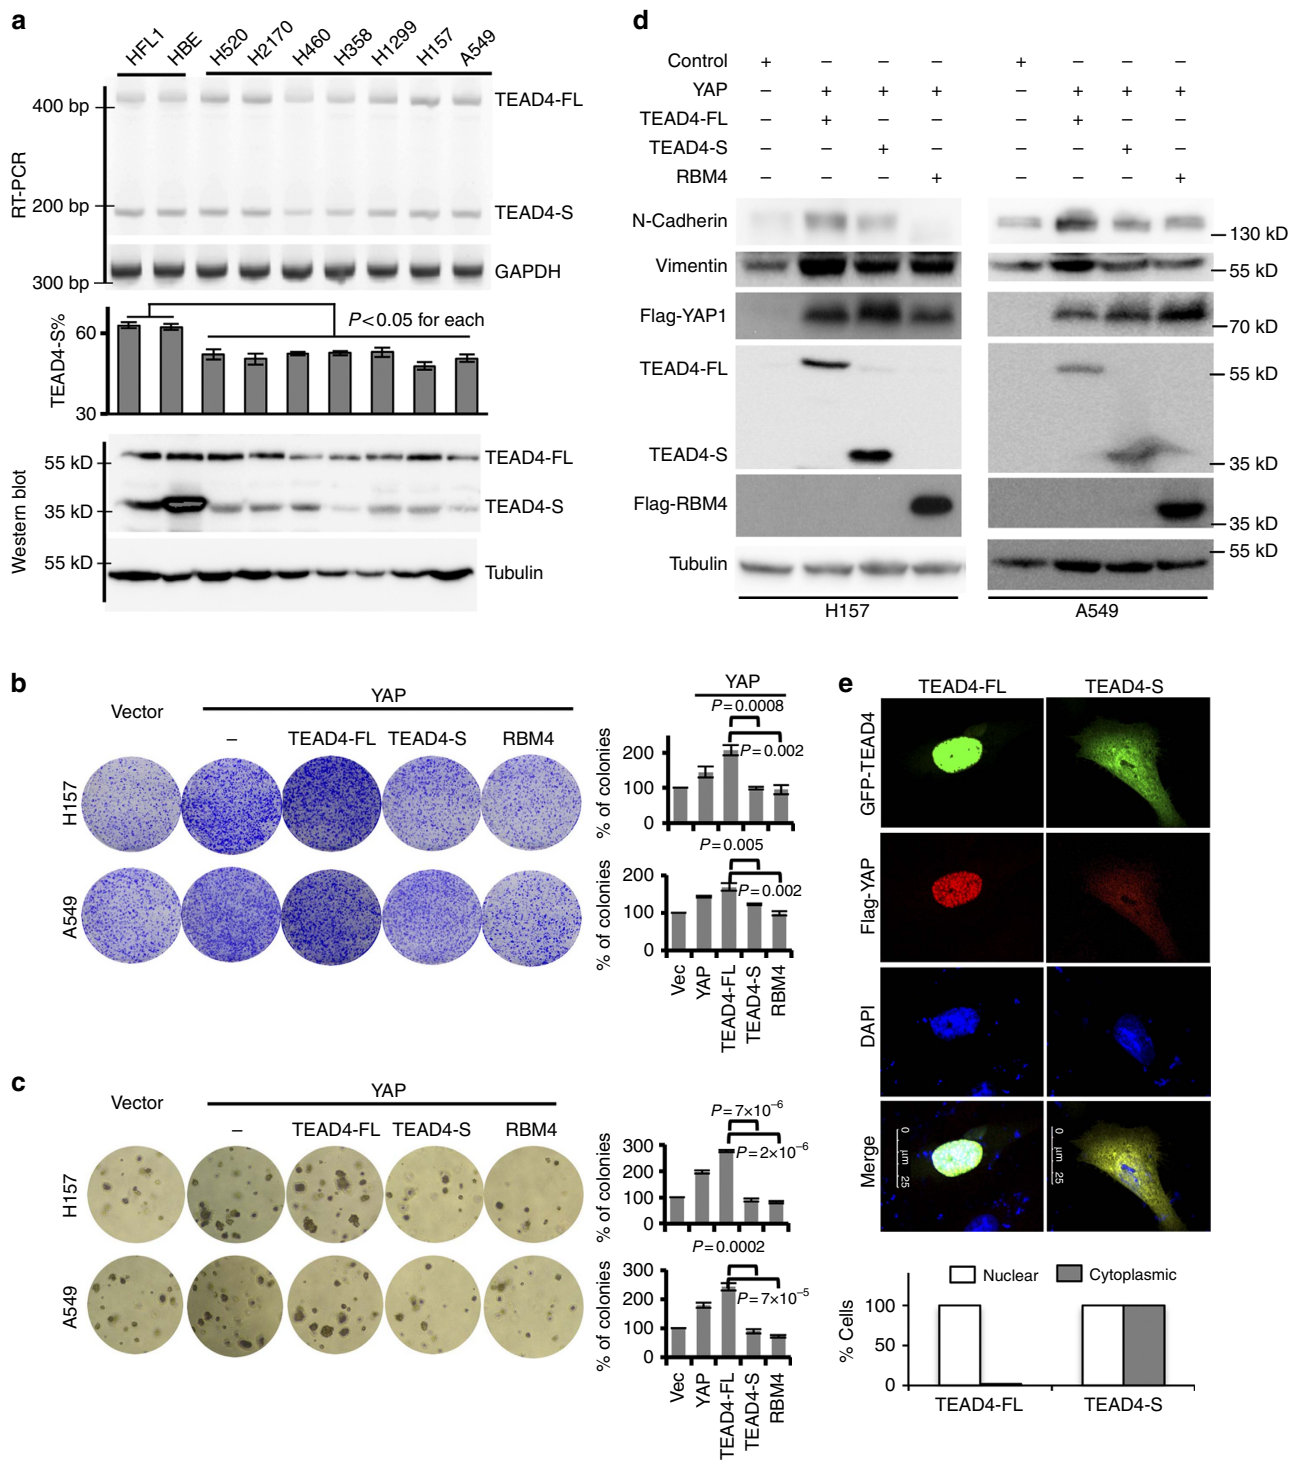 a
HFL1 HBE H520 H2170 H460 H358 H1299 H157 A549
RT-PCR
400 bp
TEAD4-FL
200 bp
TEAD4-S
300 bp
GAPDH
TEAD4-S%
60
30
P<0.05 for each
Western blot
55 kD
TEAD4-FL
35 kD
TEAD4-S
55 kD
Tubulin
d
Control + – – – + – – –
YAP – + + + – + + +
TEAD4-FL – + – – – + – –
TEAD4-S – – + – – – + –
RBM4 – – – + – – – +
N-Cadherin
130 kD
Vimentin
55 kD
Flag-YAP1
70 kD
TEAD4-FL
55 kD
TEAD4-S
35 kD
Flag-RBM4
35 kD
Tubulin
55 kD
H157
A549
b
Vector
YAP
– TEAD4-FL TEAD4-S RBM4
H157
A549
YAP
P=0.0008
P=0.002
% of colonies
200
100
0
P=0.005
P=0.002
% of colonies
200
100
0
Vec YAP TEAD4-FL TEAD4-S RBM4
c
Vector
YAP
– TEAD4-FL TEAD4-S RBM4
H157
A549
P=7×10–6
P=2×10–6
% of colonies
300
200
100
0
P=0.0002
P=7×10–5
% of colonies
300
200
100
0
Vec YAP TEAD4-FL TEAD4-S RBM4
e
TEAD4-FL TEAD4-S
GFP-TEAD4
Flag-YAP
DAPI
Merge
0 µm 25
0 µm 25
Nuclear Cytoplasmic
% Cells
100
50
0
TEAD4-FL TEAD4-S